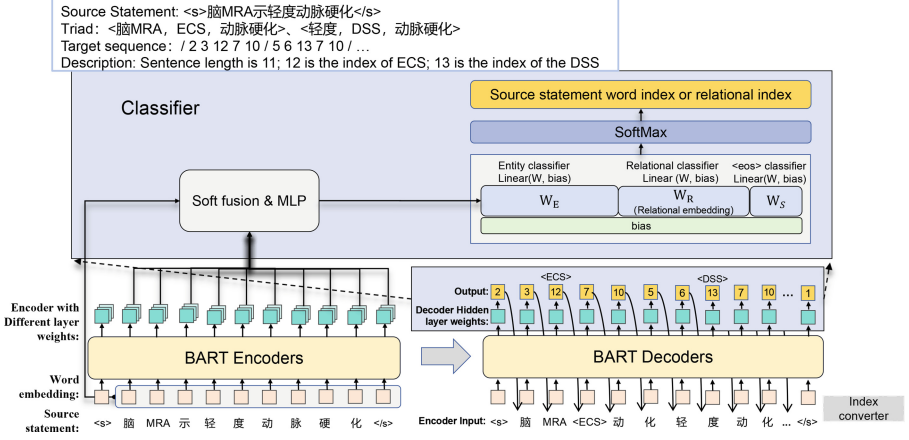 Source Statement: <s>脑MRA示轻度动脉硬化</s>
Triad：<脑MRA，ECS，动脉硬化>、<轻度，DSS，动脉硬化>
Target sequence：/ 2 3 12 7 10 / 5 6 13 7 10 / …
Description: Sentence length is 11; 12 is the index of ECS; 13 is the index of the DSS
Classifier
Source statement word index or relational index
SoftMax
Entity classifier
Linear(W, bias)
Relational classifier
Linear (W, bias)
<eos> classifier
Linear(W, bias)
W_E
W_R
(Relational embedding)
W_S
bias
Soft fusion & MLP
<ECS>
<DSS>
Output: 2 3 12 7 10 5 6 13 7 10 ... 1
Decoder Hidden
layer weights:
Encoder with
Different layer
weights:
BART Encoders
BART Decoders
Word
embedding:
Source
statement:
<s> 脑 MRA 示 轻 度 动 脉 硬 化 </s>
Encoder Input: <s> 脑 MRA <ECS> 动 化 轻 度 动 化 ... </s>
Index
converter